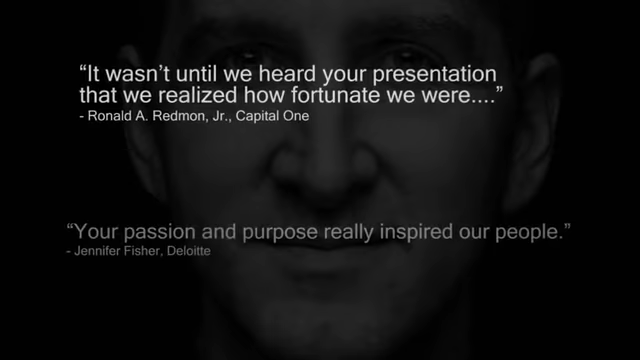 “It wasn’t until we heard your presentation
that we realized how fortunate we were....”
- Ronald A. Redmon, Jr., Capital One
“Your passion and purpose really inspired our people.”
- Jennifer Fisher, Deloitte